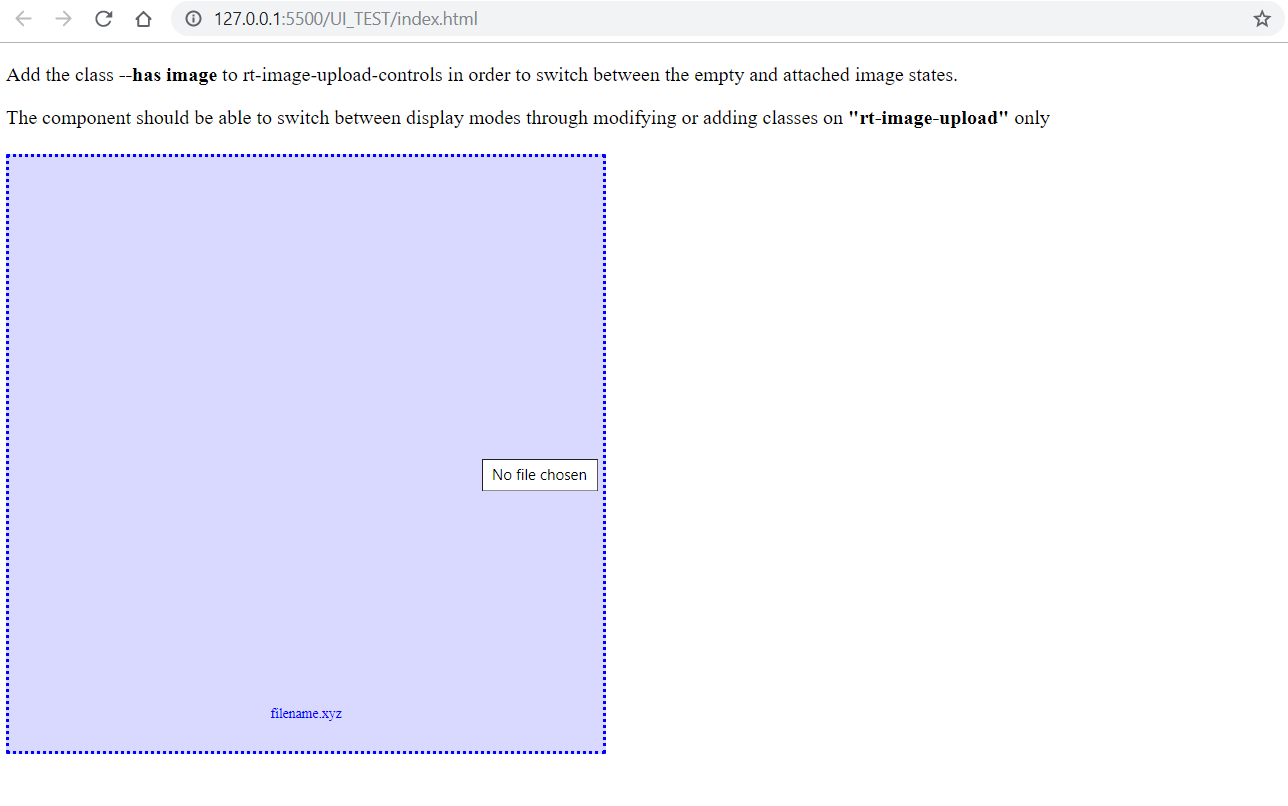 127.0.0.1:5500/UI_TEST/index.html
Add the class --has image to rt-image-upload-controls in order to switch between the empty and attached image states.
The component should be able to switch between display modes through modifying or adding classes on "rt-image-upload" only
No file chosen
filename.xyz